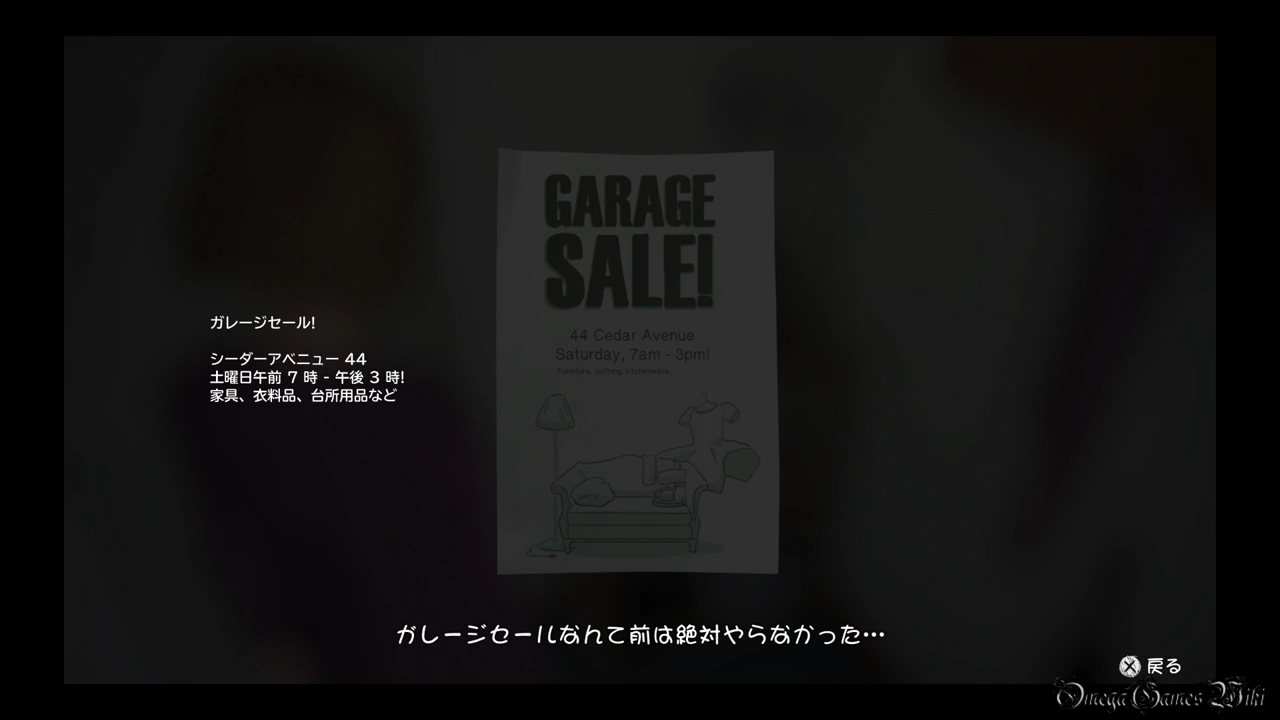 GARAGE
SALE!
44 Cedar Avenue
Saturday, 7am - 3pm!
Furniture, clothing, kitchenware...
ガレージセール!
シーダーアベニュー 44
土曜日午前 7 時 - 午後 3 時!
家具、衣料品、台所用品など
ガレージセールなんて前は絶対やらなかった…
戻る
Omega Games Wiki